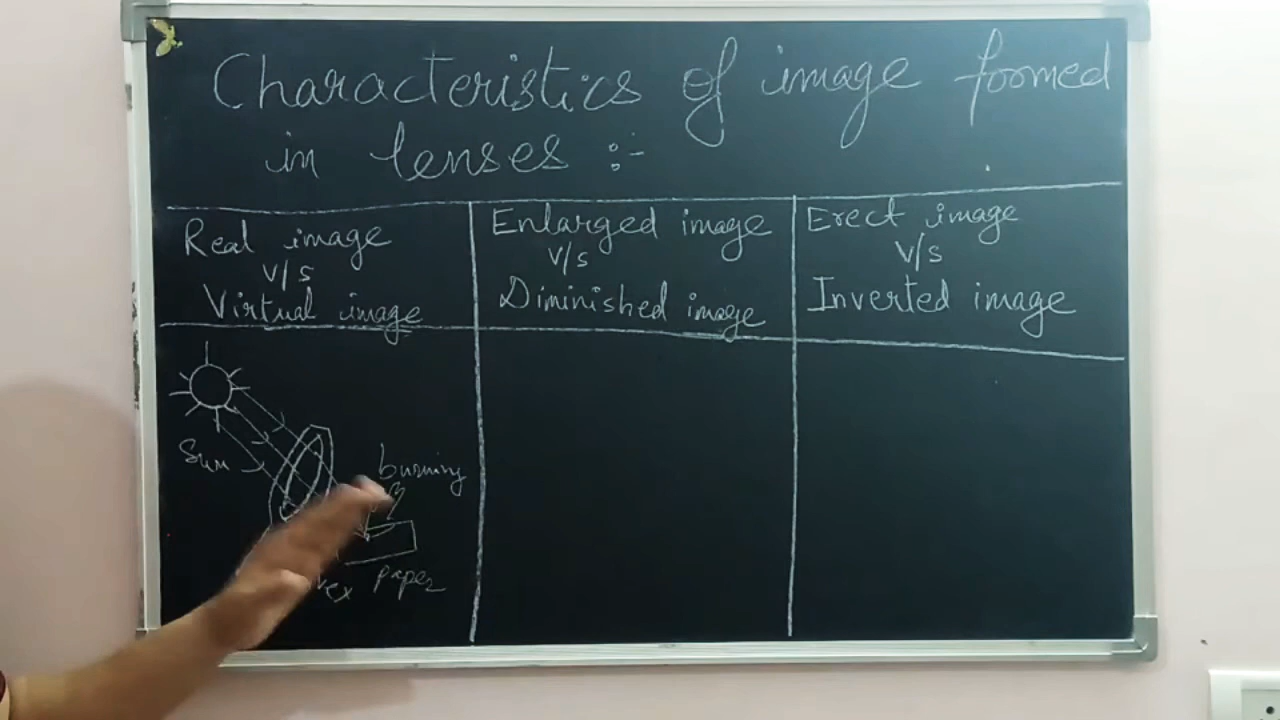 Characteristics of image formed
in lenses :-
Real image
v/s
Virtual image
Enlarged image
v/s
Diminished image
Erect image
v/s
Inverted image
Sun
burning
paper